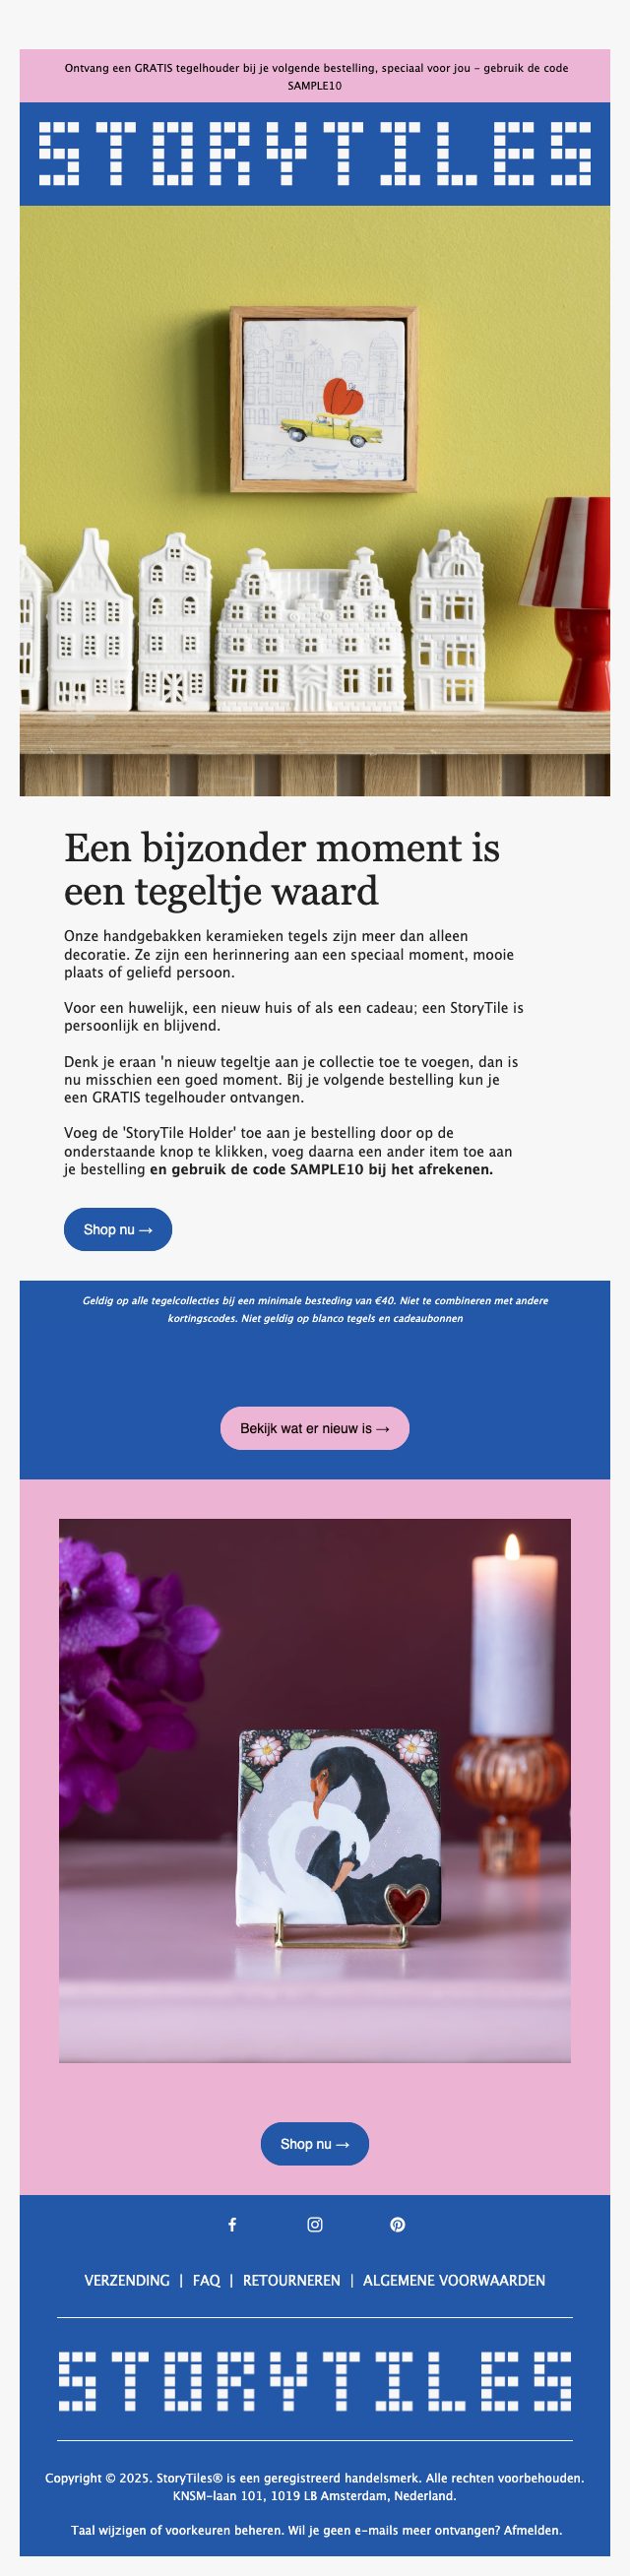 Ontvang een GRATIS tegelhouder bij je volgende bestelling, speciaal voor jou - gebruik de code
SAMPLE10
STORYTILES
Een bijzonder moment is
een tegeltje waard
Onze handgebakken keramieken tegels zijn meer dan alleen
decoratie. Ze zijn een herinnering aan een speciaal moment, mooie
plaats of geliefd persoon.
Voor een huwelijk, een nieuw huis of als een cadeau; een StoryTile is
persoonlijk en blijvend.
Denk je eraan 'n nieuw tegeltje aan je collectie toe te voegen, dan is
nu misschien een goed moment. Bij je volgende bestelling kun je
een GRATIS tegelhouder ontvangen.
Voeg de 'StoryTile Holder' toe aan je bestelling door op de
onderstaande knop te klikken, voeg daarna een ander item toe aan
je bestelling en gebruik de code SAMPLE10 bij het afrekenen.
Shop nu →
Geldig op alle tegelcollecties bij een minimale besteding van €40. Niet te combineren met andere
kortingscodes. Niet geldig op blanco tegels en cadeaubonnen
Bekijk wat er nieuw is →
Shop nu →
VERZENDING | FAQ | RETOURNEREN | ALGEMENE VOORWAARDEN
STORYTILES
Copyright © 2025. StoryTiles® is een geregistreerd handelsmerk. Alle rechten voorbehouden.
KNSM-laan 101, 1019 LB Amsterdam, Nederland.
Taal wijzigen of voorkeuren beheren. Wil je geen e-mails meer ontvangen? Afmelden.